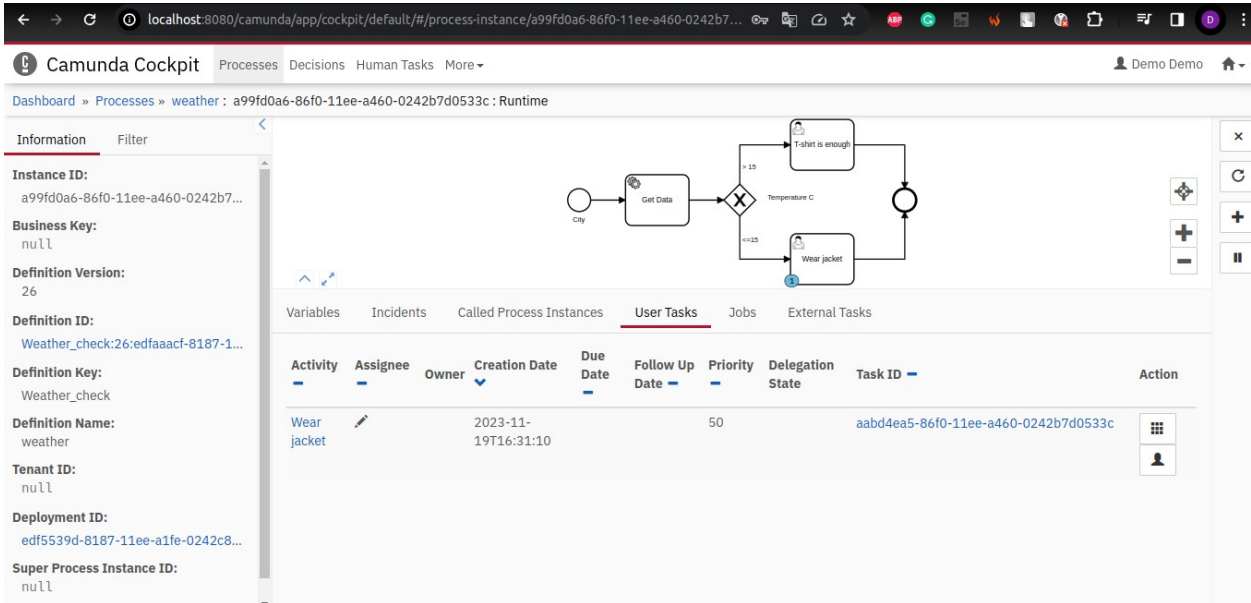 localhost:8080/camunda/app/cockpit/default/#/process-instance/a99fd0a6-86f0-11ee-a460-0242b7...
ABP
D
Camunda Cockpit Processes Decisions Human Tasks More
Demo Demo
Dashboard » Processes » weather : a99fd0a6-86f0-11ee-a460-0242b7d0533c : Runtime
Information Filter
Instance ID:
a99fd0a6-86f0-11ee-a460-0242b7...
Business Key:
null
Definition Version:
26
Definition ID:
Weather_check:26:edfaaacf-8187-1...
Definition Key:
Weather_check
Definition Name:
weather
Tenant ID:
null
Deployment ID:
edf5539d-8187-11ee-a1fe-0242c8...
Super Process Instance ID:
null
City
Get Data
X
Temperature C
> 15
T-shirt is enough
<=15
Wear jacket
1
Variables Incidents Called Process Instances User Tasks Jobs External Tasks
Activity Assignee Owner Creation Date Due Date Follow Up Date Priority Delegation State Task ID Action
Wear jacket 2023-11-19T16:31:10 50 aabd4ea5-86f0-11ee-a460-0242b7d0533c